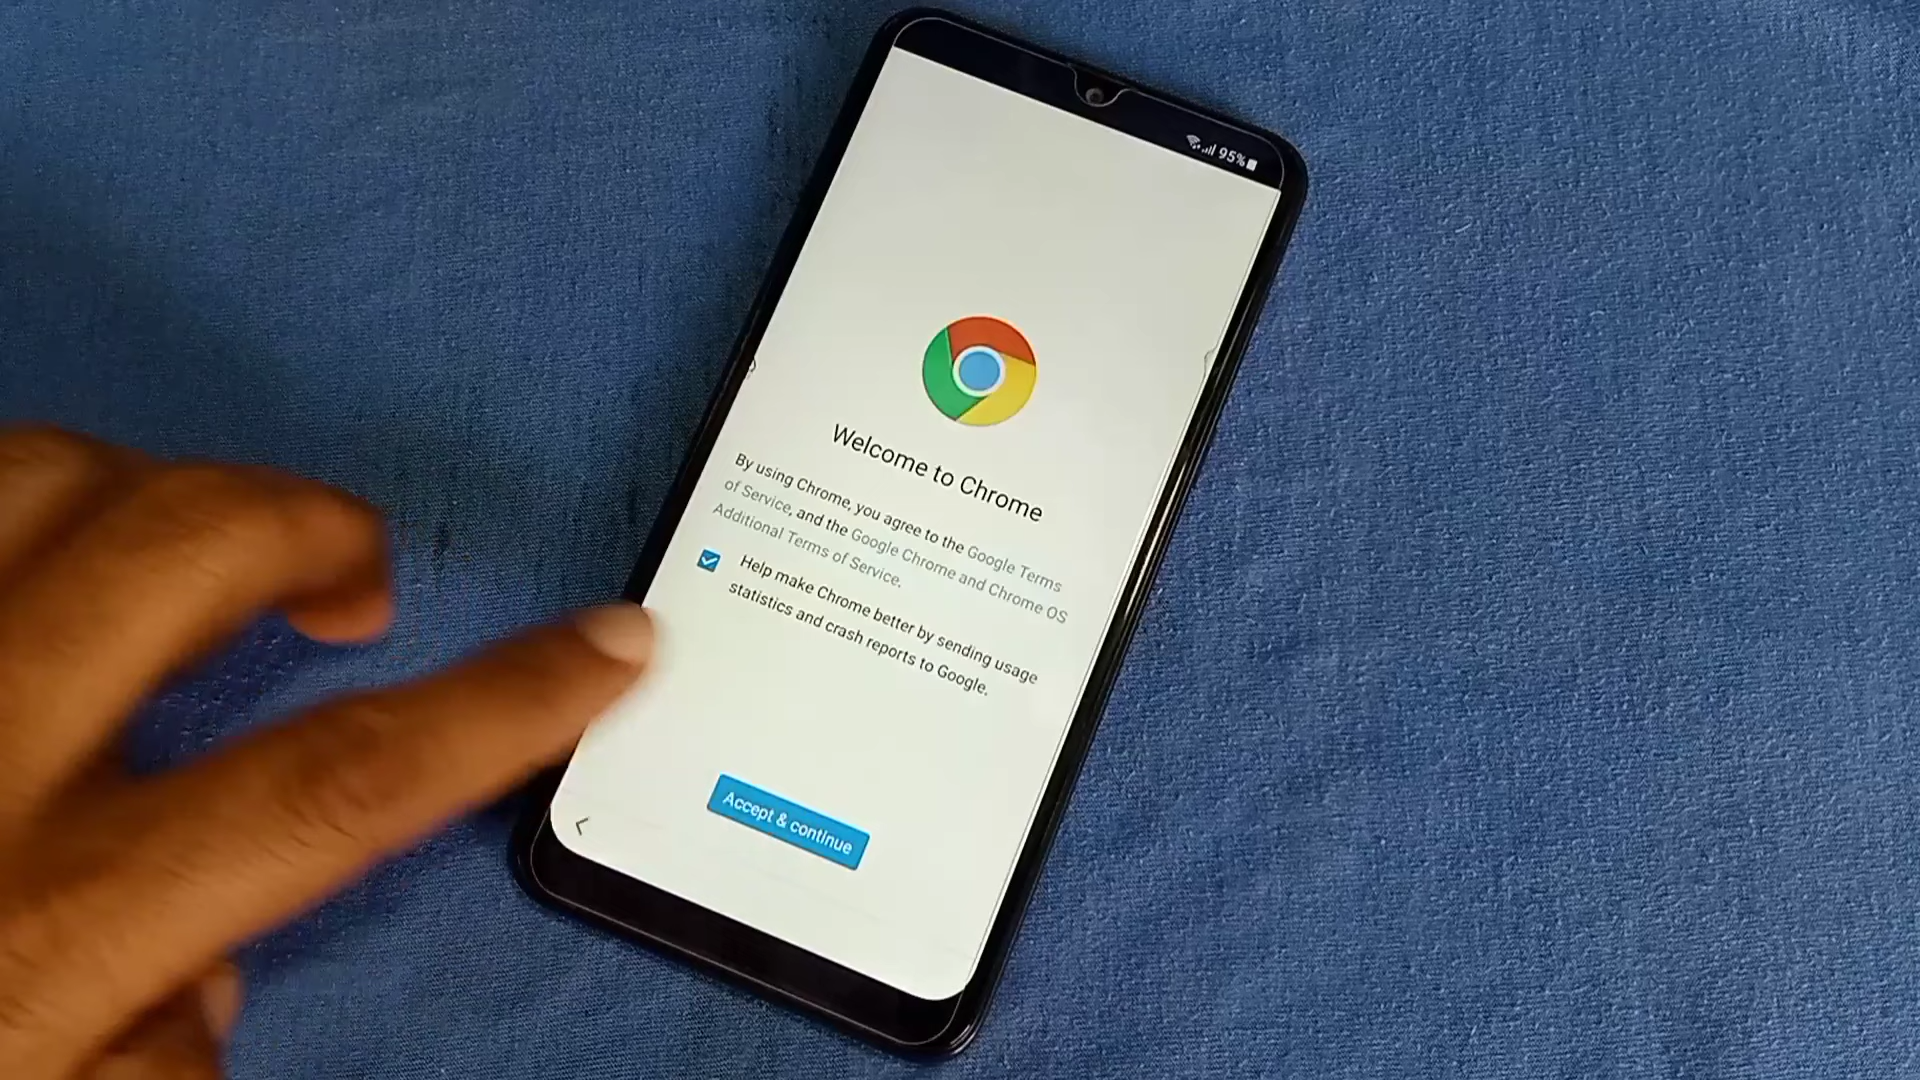 95%
Welcome to Chrome
By using Chrome, you agree to the Google Terms
of Service, and the Google Chrome and Chrome OS
Additional Terms of Service.
Help make Chrome better by sending usage
statistics and crash reports to Google.
Accept & continue